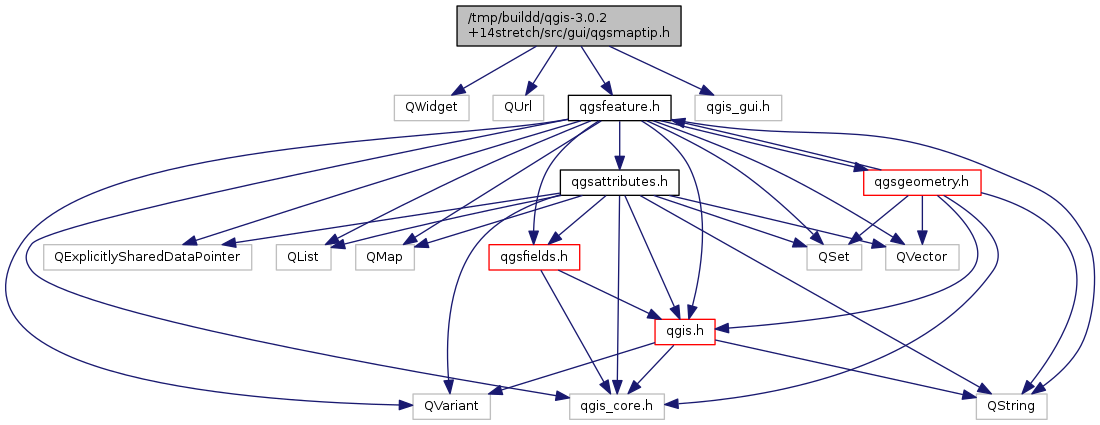 /tmp/buildd/qgis-3.0.2
+14stretch/src/gui/qgsmaptip.h
QWidget
QUrl
qgsfeature.h
qgis_gui.h
qgsattributes.h
qgsgeometry.h
QExplicitlySharedDataPointer
QList
QMap
qgsfields.h
QSet
QVector
qgis.h
QVariant
qgis_core.h
QString